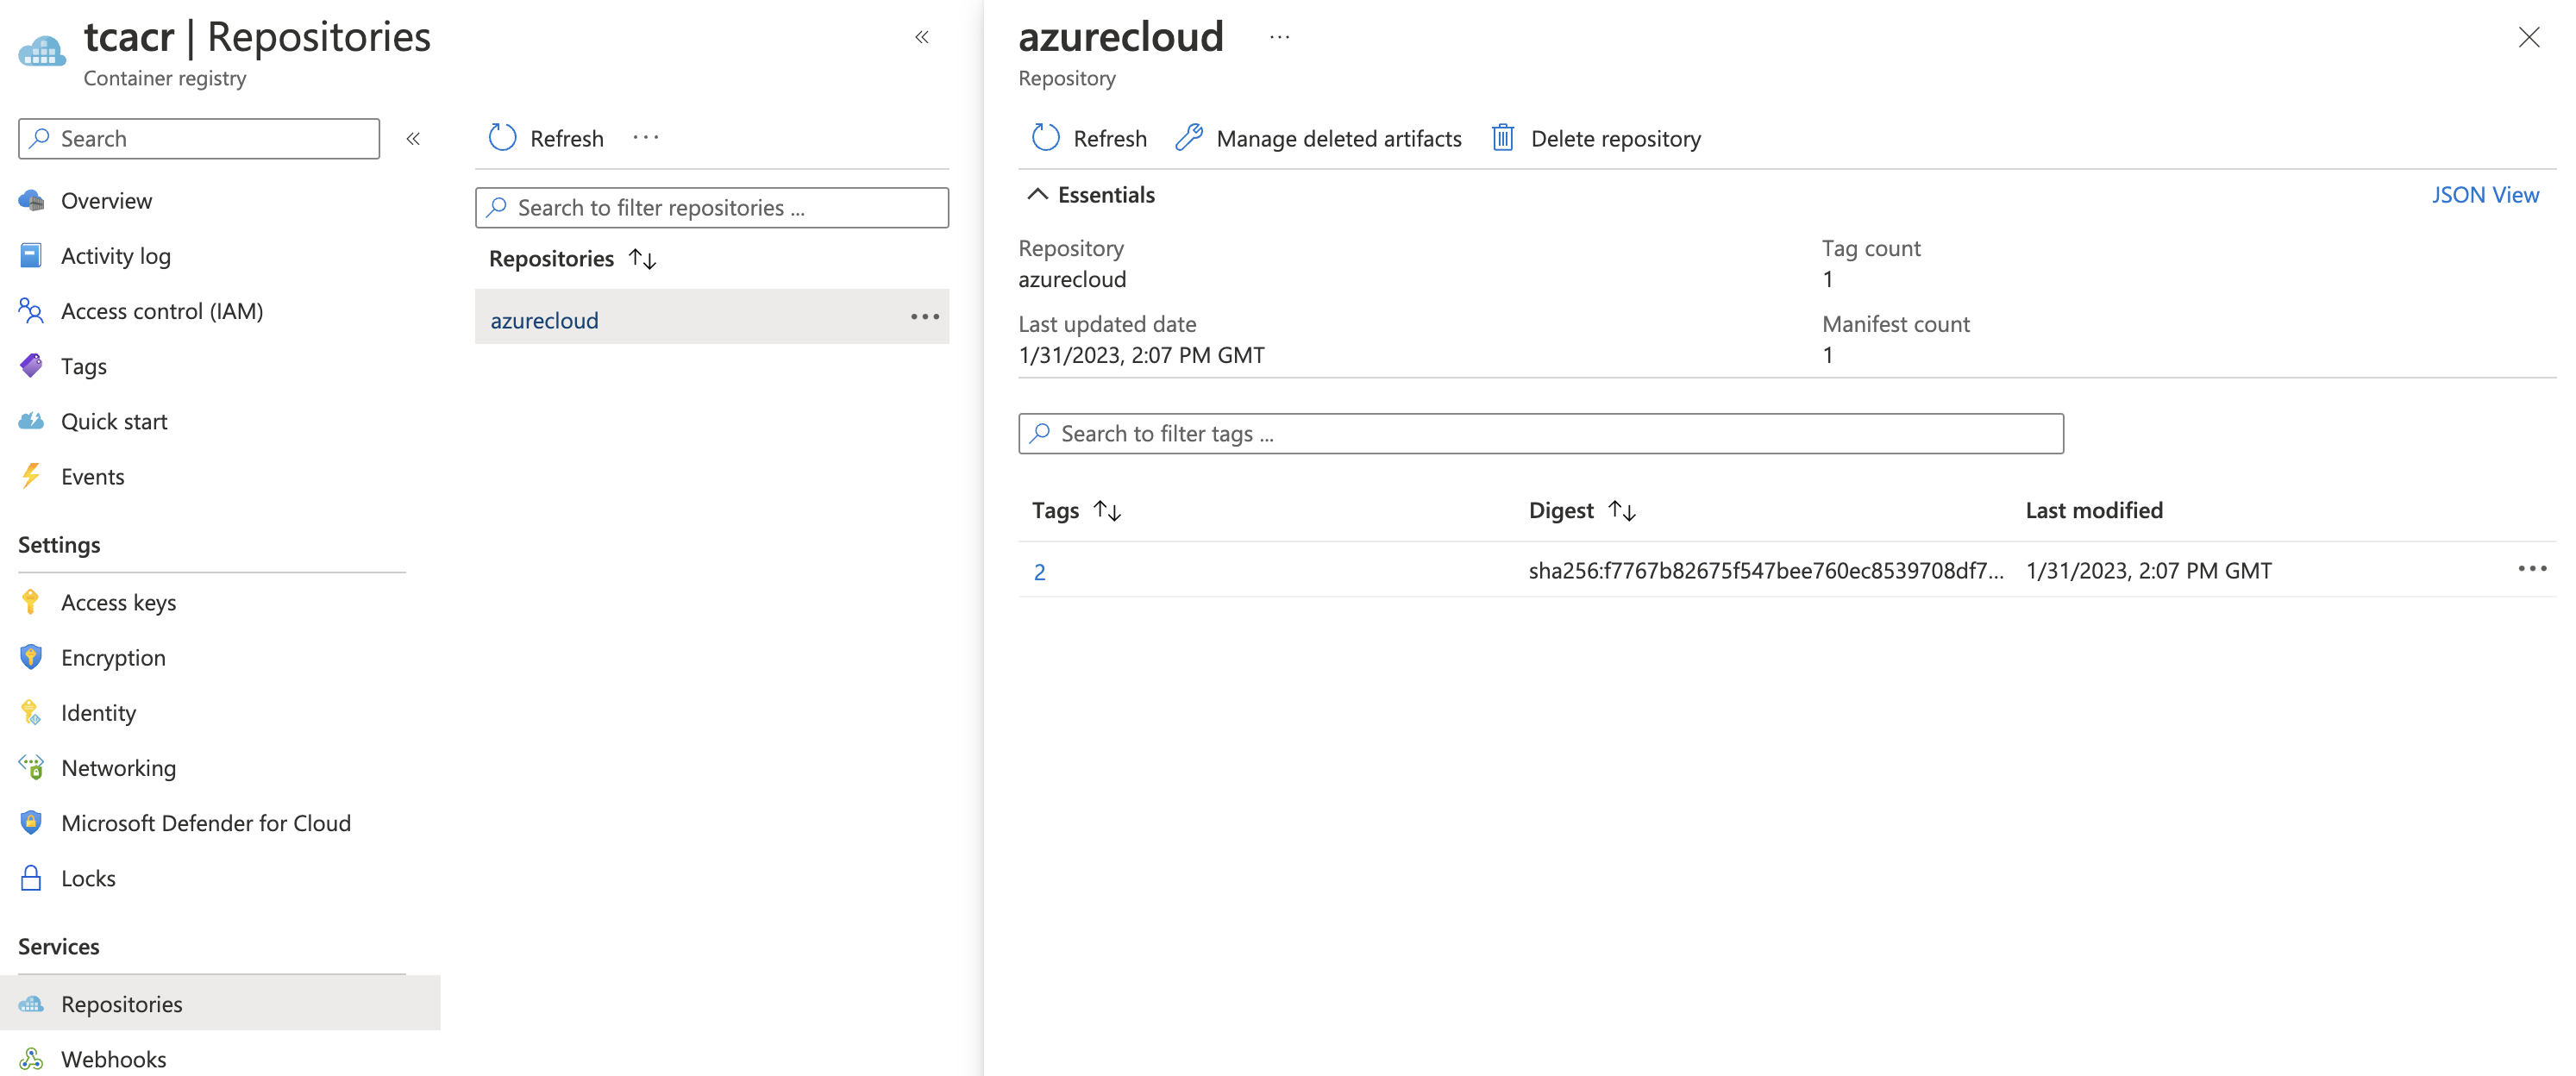 tcacr | Repositories
Container registry
Search
Overview
Activity log
Access control (IAM)
Tags
Quick start
Events
Settings
Access keys
Encryption
Identity
Networking
Microsoft Defender for Cloud
Locks
Services
Repositories
Webhooks
Refresh
Search to filter repositories ...
Repositories
azurecloud
azurecloud
Repository
Refresh Manage deleted artifacts Delete repository
Essentials
JSON View
Repository
azurecloud
Last updated date
1/31/2023, 2:07 PM GMT
Tag count
1
Manifest count
1
Search to filter tags ...
Tags Digest Last modified
2 sha256:f7767b82675f547bee760ec8539708df7... 1/31/2023, 2:07 PM GMT